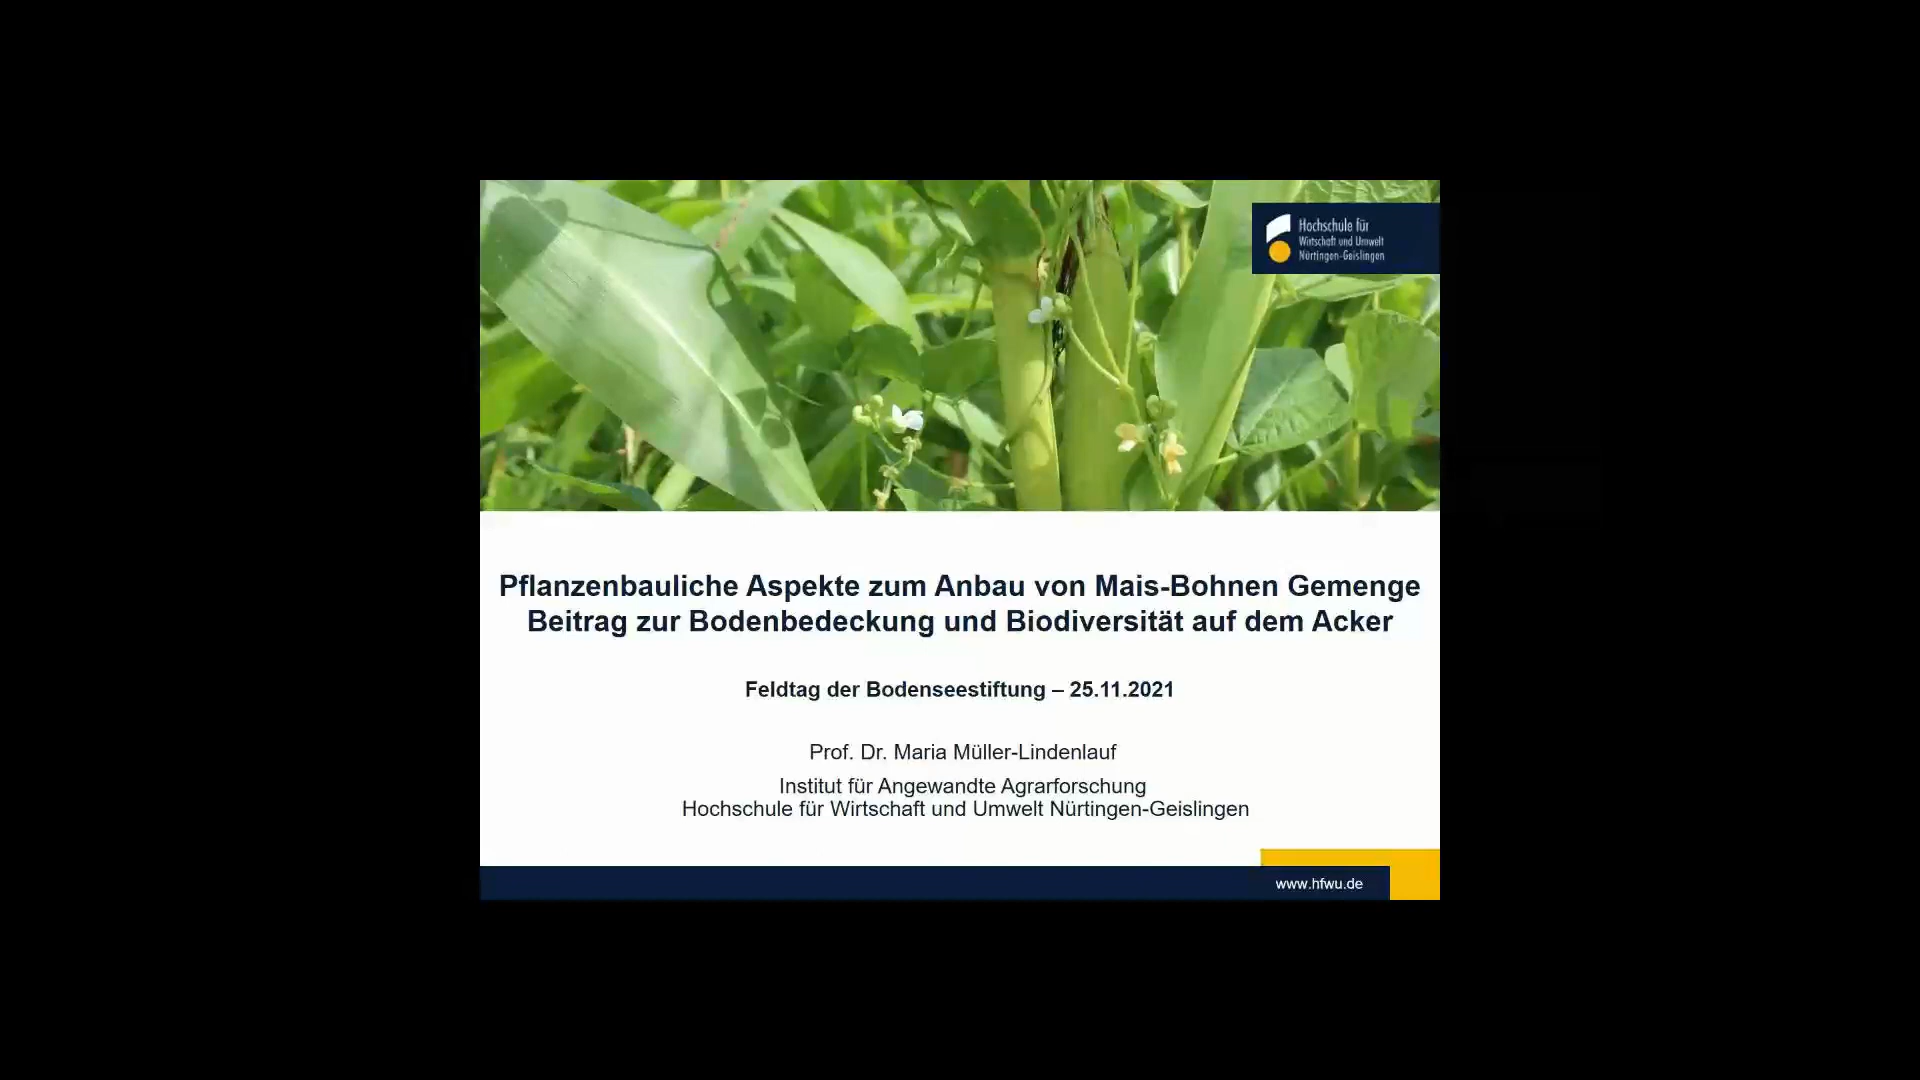 Hochschule für
Wirtschaft und Umwelt
Nürtingen-Geislingen
Pflanzenbauliche Aspekte zum Anbau von Mais-Bohnen Gemenge
Beitrag zur Bodenbedeckung und Biodiversität auf dem Acker
Feldtag der Bodenseestiftung – 25.11.2021
Prof. Dr. Maria Müller-Lindenlauf
Institut für Angewandte Agrarforschung
Hochschule für Wirtschaft und Umwelt Nürtingen-Geislingen
www.hfwu.de